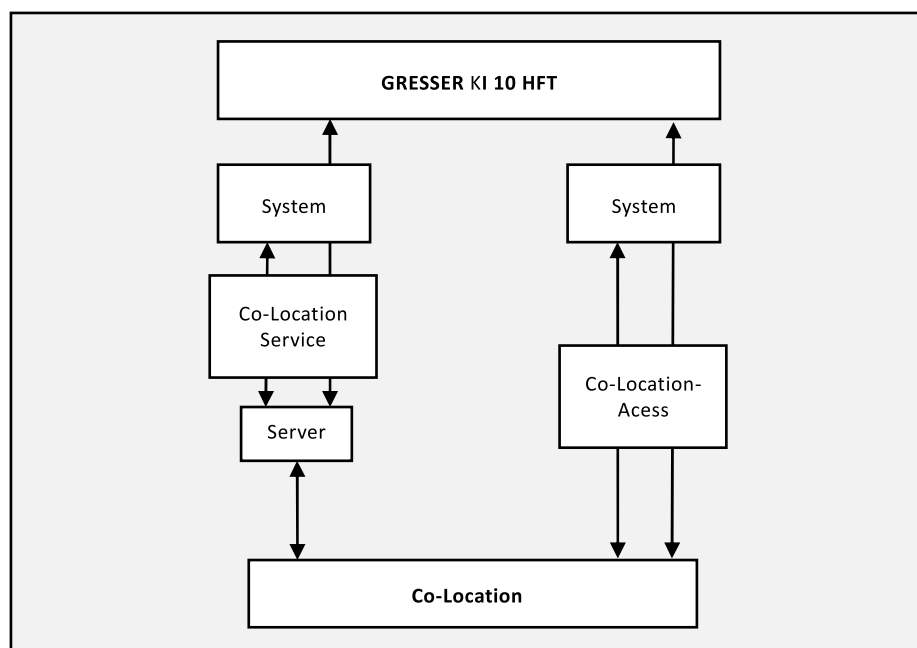 GRESSER KI 10 HFT
System
System
Co-Location
Service
Co-Location-
Acess
Server
Co-Location